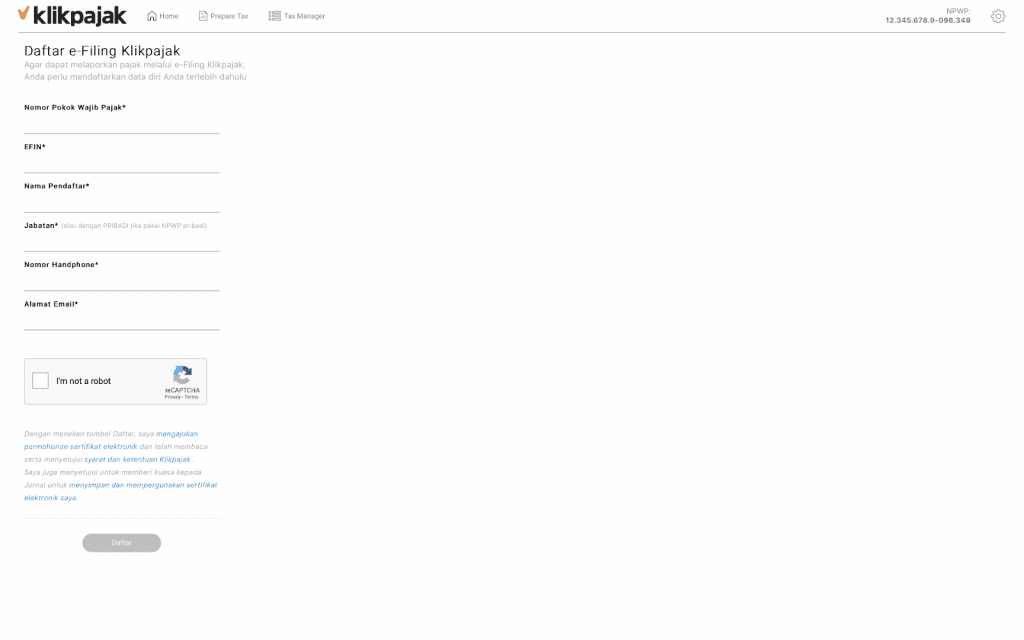 klikpajak
Home
Prepare Tax
Tax Manager
NPWP:
12.345.678.9-096.348
Daftar e-Filing Klikpajak
Agar dapat melaporkan pajak melalui e-Filing Klikpajak,
Anda perlu mendaftarkan data diri Anda terlebih dahulu
Nomor Pokok Wajib Pajak*
EFIN*
Nama Pendaftar*
Jabatan* (diisi dengan PRIBADI jika pakai NPWP pribadi)
Nomor Handphone*
Alamat Email*
I'm not a robot
reCAPTCHA
Privacy - Terms
Dengan menekan tombol Daftar, saya mengajukan
permohonan sertifikat elektronik dan telah membaca
serta menyetujui syarat dan ketentuan Klikpajak.
Saya juga menyetujui untuk memberi kuasa kepada
Jurnal untuk menyimpan dan mempergunakan sertifikat
elektronik saya.
Daftar